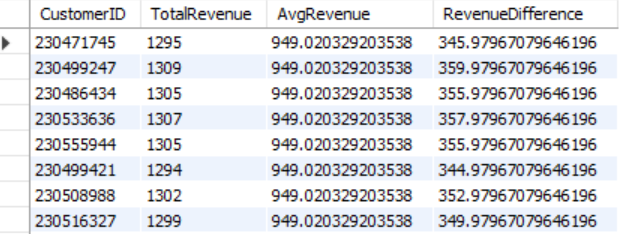 CustomerID TotalRevenue AvgRevenue RevenueDifference
230471745 1295 949.020329203538 345.97967079646196
230499247 1309 949.020329203538 359.97967079646196
230486434 1305 949.020329203538 355.97967079646196
230533636 1307 949.020329203538 357.97967079646196
230555944 1305 949.020329203538 355.97967079646196
230499421 1294 949.020329203538 344.97967079646196
230508988 1302 949.020329203538 352.97967079646196
230516327 1299 949.020329203538 349.97967079646196